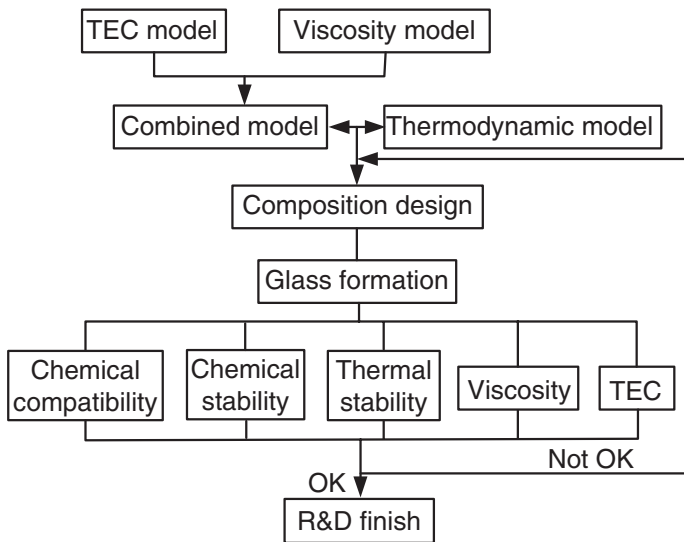 TEC model
Viscosity model
Combined model
Thermodynamic model
Composition design
Glass formation
Chemical
compatibility
Chemical
stability
Thermal
stability
Viscosity
TEC
Not OK
OK
R&D finish